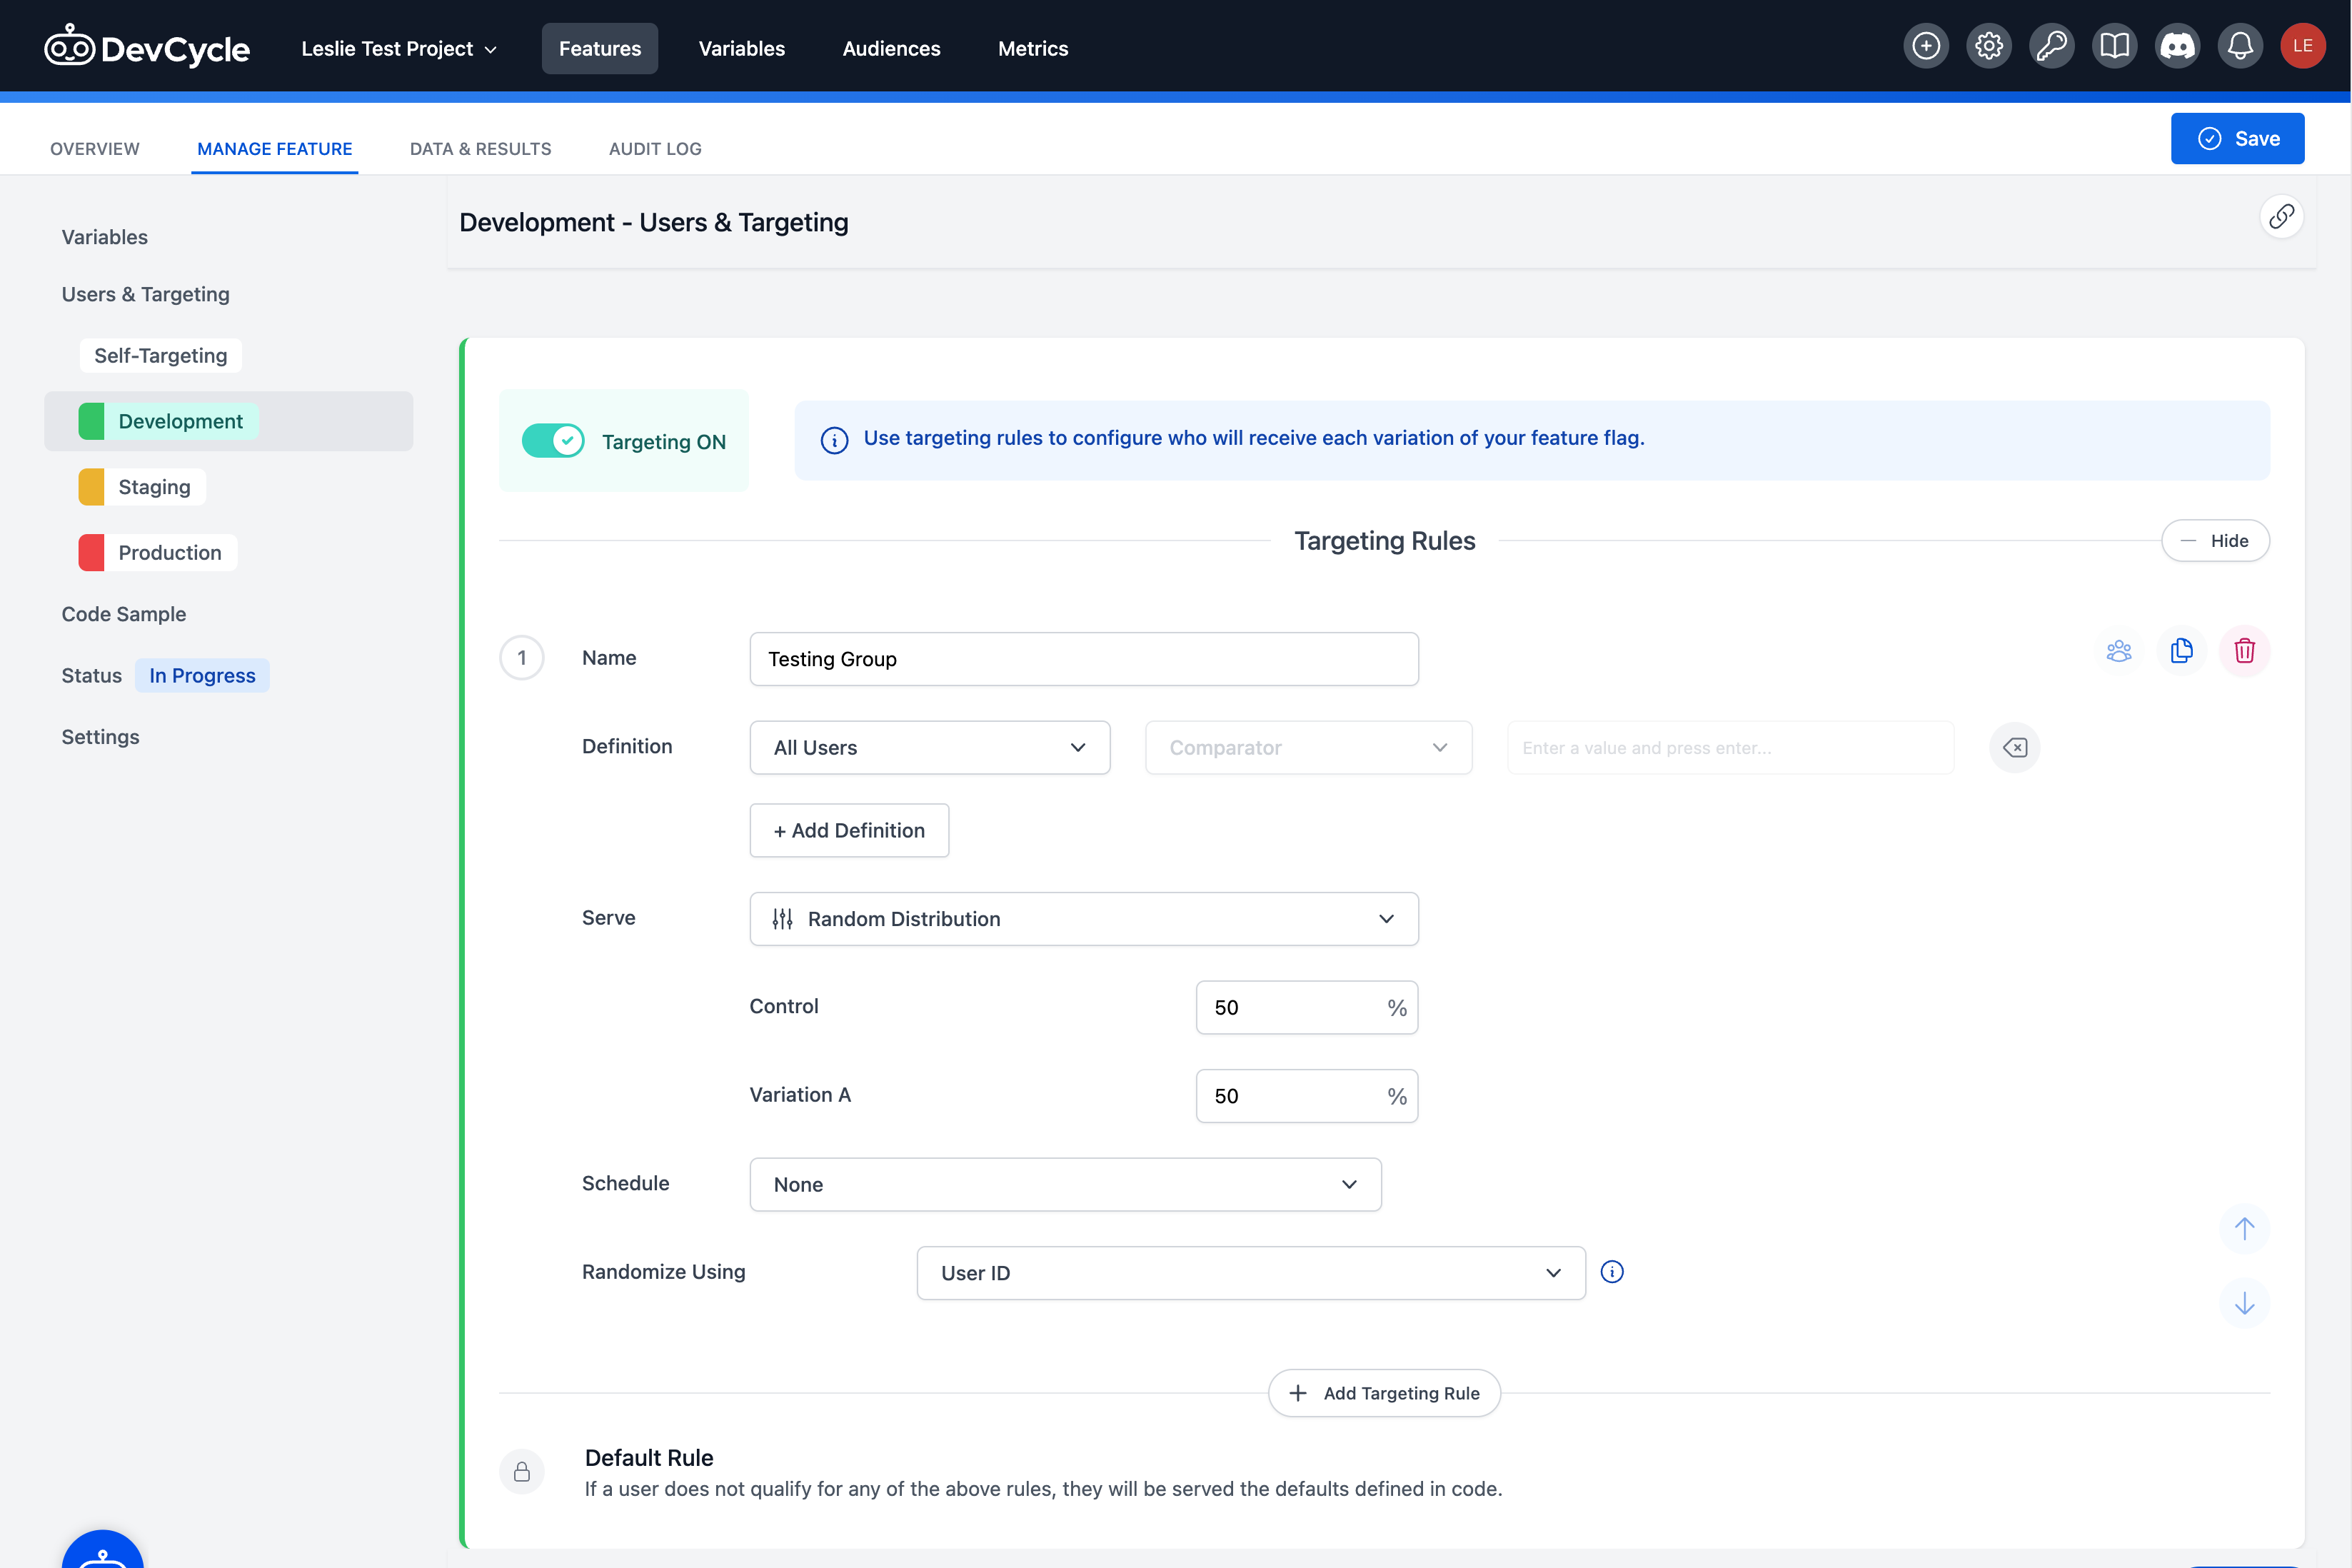 DevCycle
Leslie Test Project
Features
Variables
Audiences
Metrics
LE
OVERVIEW
MANAGE FEATURE
DATA & RESULTS
AUDIT LOG
Save
Variables
Users & Targeting
Self-Targeting
Development
Staging
Production
Code Sample
Status In Progress
Settings
Development - Users & Targeting
Targeting ON
Use targeting rules to configure who will receive each variation of your feature flag.
Targeting Rules
Hide
1
Name
Testing Group
Definition
All Users
Comparator
Enter a value and press enter...
+ Add Definition
Serve
Random Distribution
Control
50 %
Variation A
50 %
Schedule
None
Randomize Using
User ID
Add Targeting Rule
Default Rule
If a user does not qualify for any of the above rules, they will be served the defaults defined in code.